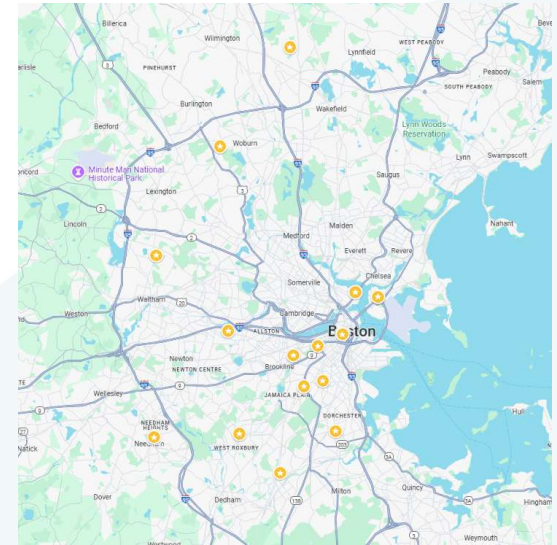 Billerica
Wilmington
Lynnfield
WEST PEABODY
Peabody
Salem
SOUTH PEABODY
PINEHURST
Burlington
Wakefield
Bedford
Woburn
Lynn Woods
Reservation
Minute Man National
Historical Park
Lynn
Swampscott
Lexington
Saugus
Lincoln
Medford
Malden
Nahant
Everett
Revere
Somerville
Chelsea
Weston
Waltham
Cambridge
ALLSTON
Boston
Newton
NEWTON CENTRE
Brookline
Wellesley
JAMAICA PLAIN
DORCHESTER
Hull
NEEDHAM
HEIGHTS
Needham
WEST ROXBURY
Natick
Dover
Dedham
Milton
Quincy
Hingham
Westwood
Weymouth